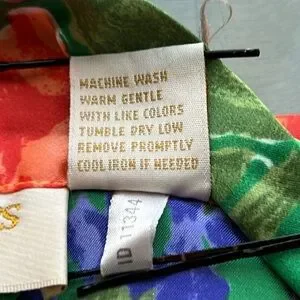 MACHINE WASH
WARM GENTLE
WITH LIKE COLORS
TUMBLE DRY LOW
REMOVE PROMPTLY
COOL IRON IF NEEDED
S
ID 11344